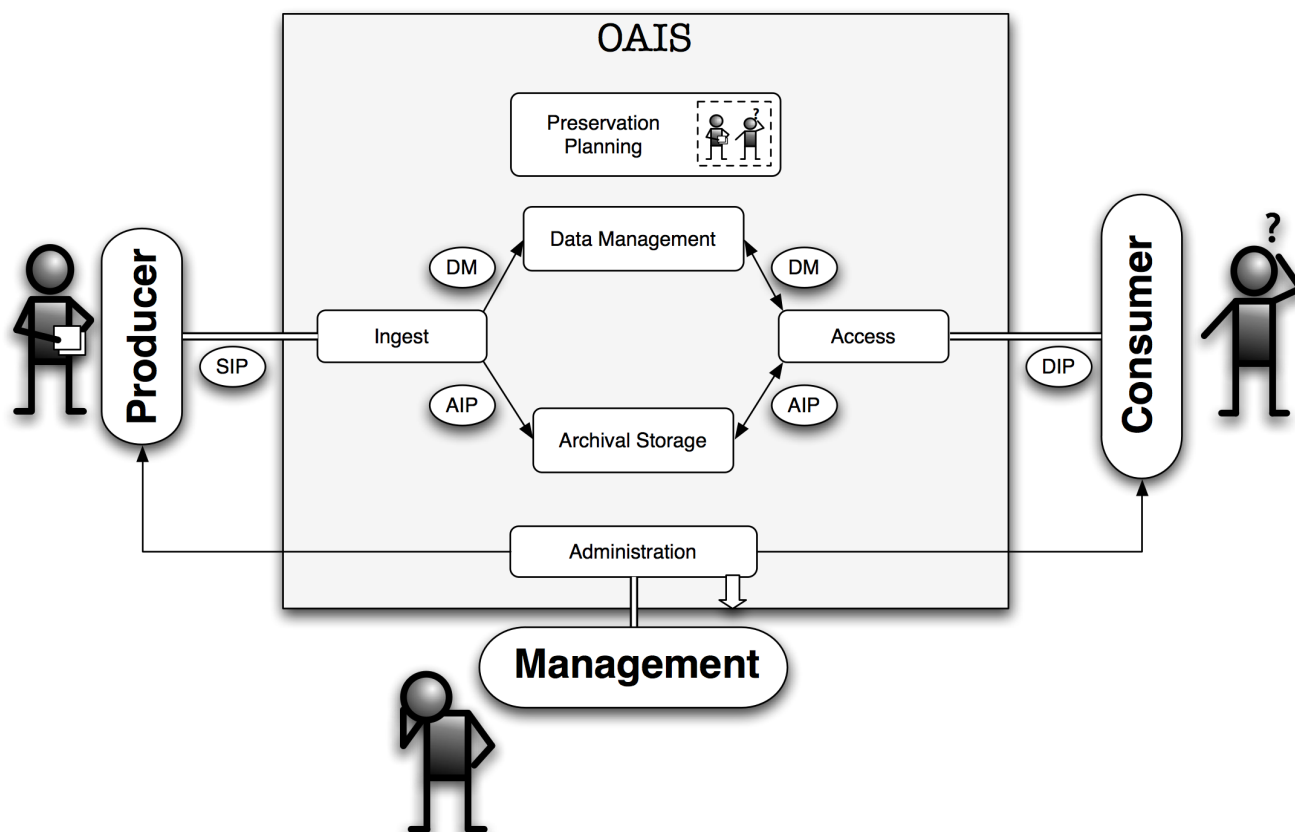 OAIS
?
Preservation
Planning
?
Data Management
DM
DM
Producer
Ingest
Access
Consumer
SIP
DIP
AIP
AIP
Archival Storage
Administration
Management